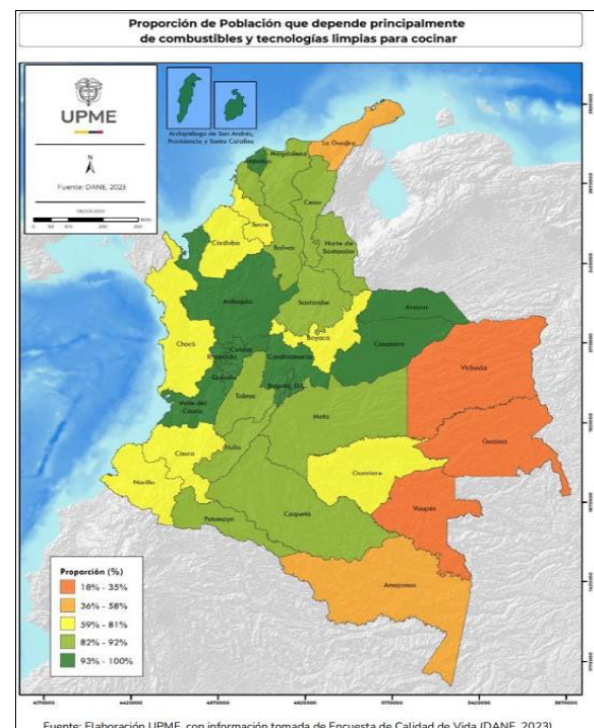 Proporción de Población que depende principalmente
de combustibles y tecnologías limpias para cocinar
UPME
N
Fuente: DANE, 2023
Archipiélago de San Andrés,
Providencia y Santa Catalina
La Guajira
Magdalena
Cesar
Sucre
Córdoba
Bolívar
Norte de
Santander
Antioquia
Santander
Arauca
Boyacá
Chocó
Casanare
Caldas
Risaralda
Cundinamarca
Vichada
Quindío
Bogotá, D.C.
Tolima
Valle del
Cauca
Meta
Guainía
Huila
Cauca
Guaviare
Nariño
Vaupés
Caquetá
Putumayo
Amazonas
Proporción (%)
18% - 35%
36% - 58%
59% - 81%
82% - 92%
93% - 100%
Fuente: Elaboración UPME, con información tomada de Encuesta de Calidad de Vida (DANE, 2023)